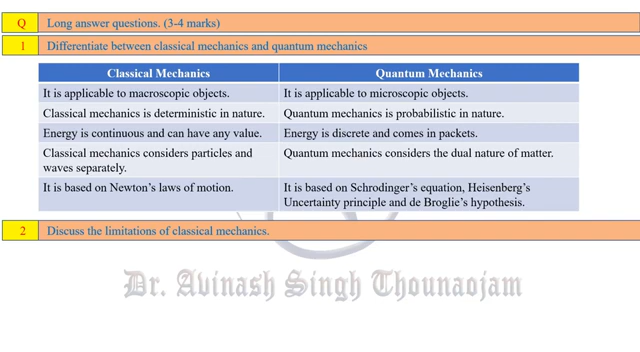 Q Long answer questions. (3-4 marks)
1 Differentiate between classical mechanics and quantum mechanics
Classical Mechanics Quantum Mechanics
It is applicable to macroscopic objects. It is applicable to microscopic objects.
Classical mechanics is deterministic in nature. Quantum mechanics is probabilistic in nature.
Energy is continuous and can have any value. Energy is discrete and comes in packets.
Classical mechanics considers particles and
waves separately.
Quantum mechanics considers the dual nature of matter.
It is based on Newton’s laws of motion.
It is based on Schrodinger’s equation, Heisenberg’s
Uncertainty principle and de Broglie’s hypothesis.
2 Discuss the limitations of classical mechanics.
Dr. Avinash Singh Thounaojam